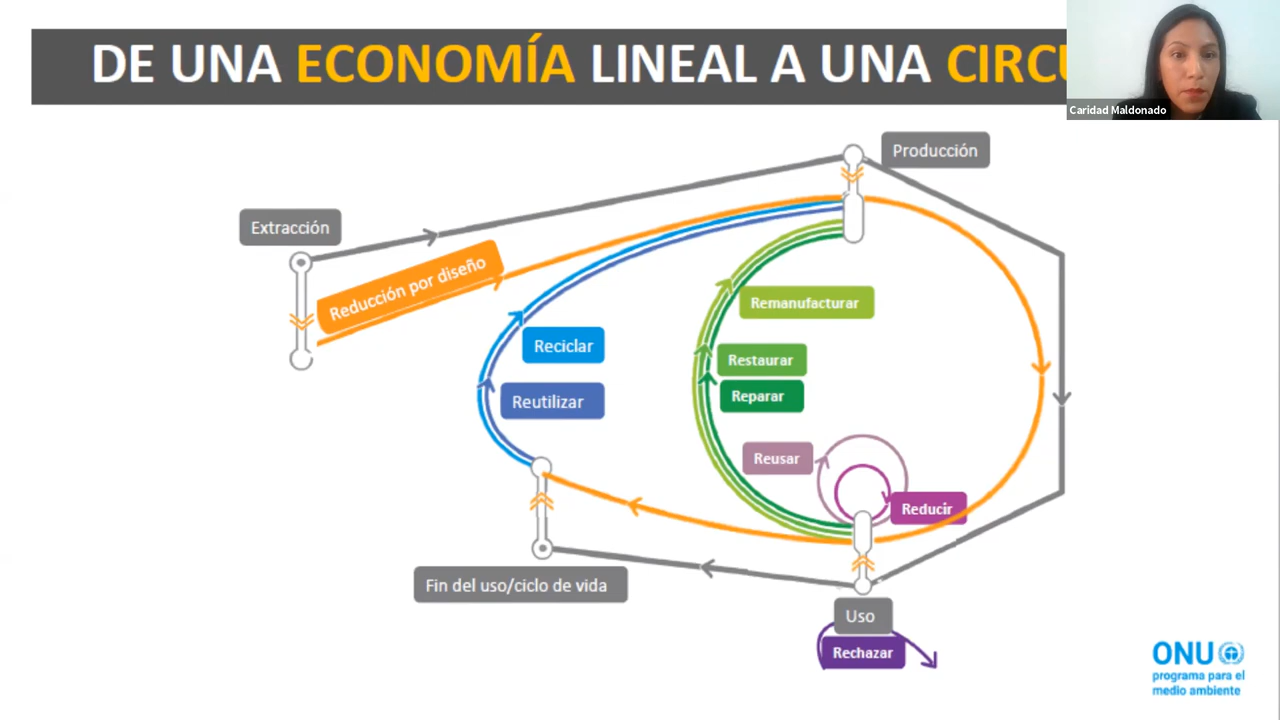 DE UNA ECONOMÍA LINEAL A UNA CIRCU
Caridad Maldonado
Producción
Extracción
Reducción por diseño
Remanufacturar
Reciclar
Restaurar
Reparar
Reutilizar
Reusar
Reducir
Fin del uso/ciclo de vida
Uso
Rechazar
ONU
programa para el
medio ambiente